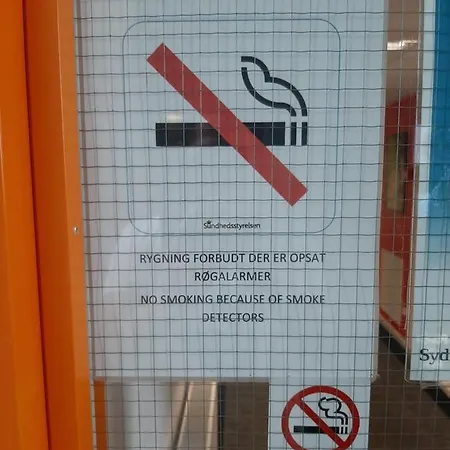 Sundhedsstyrelsen
RYGNING FORBUDT DER ER OPSAT
RØGALARMER
NO SMOKING BECAUSE OF SMOKE
DETECTORS
Syd